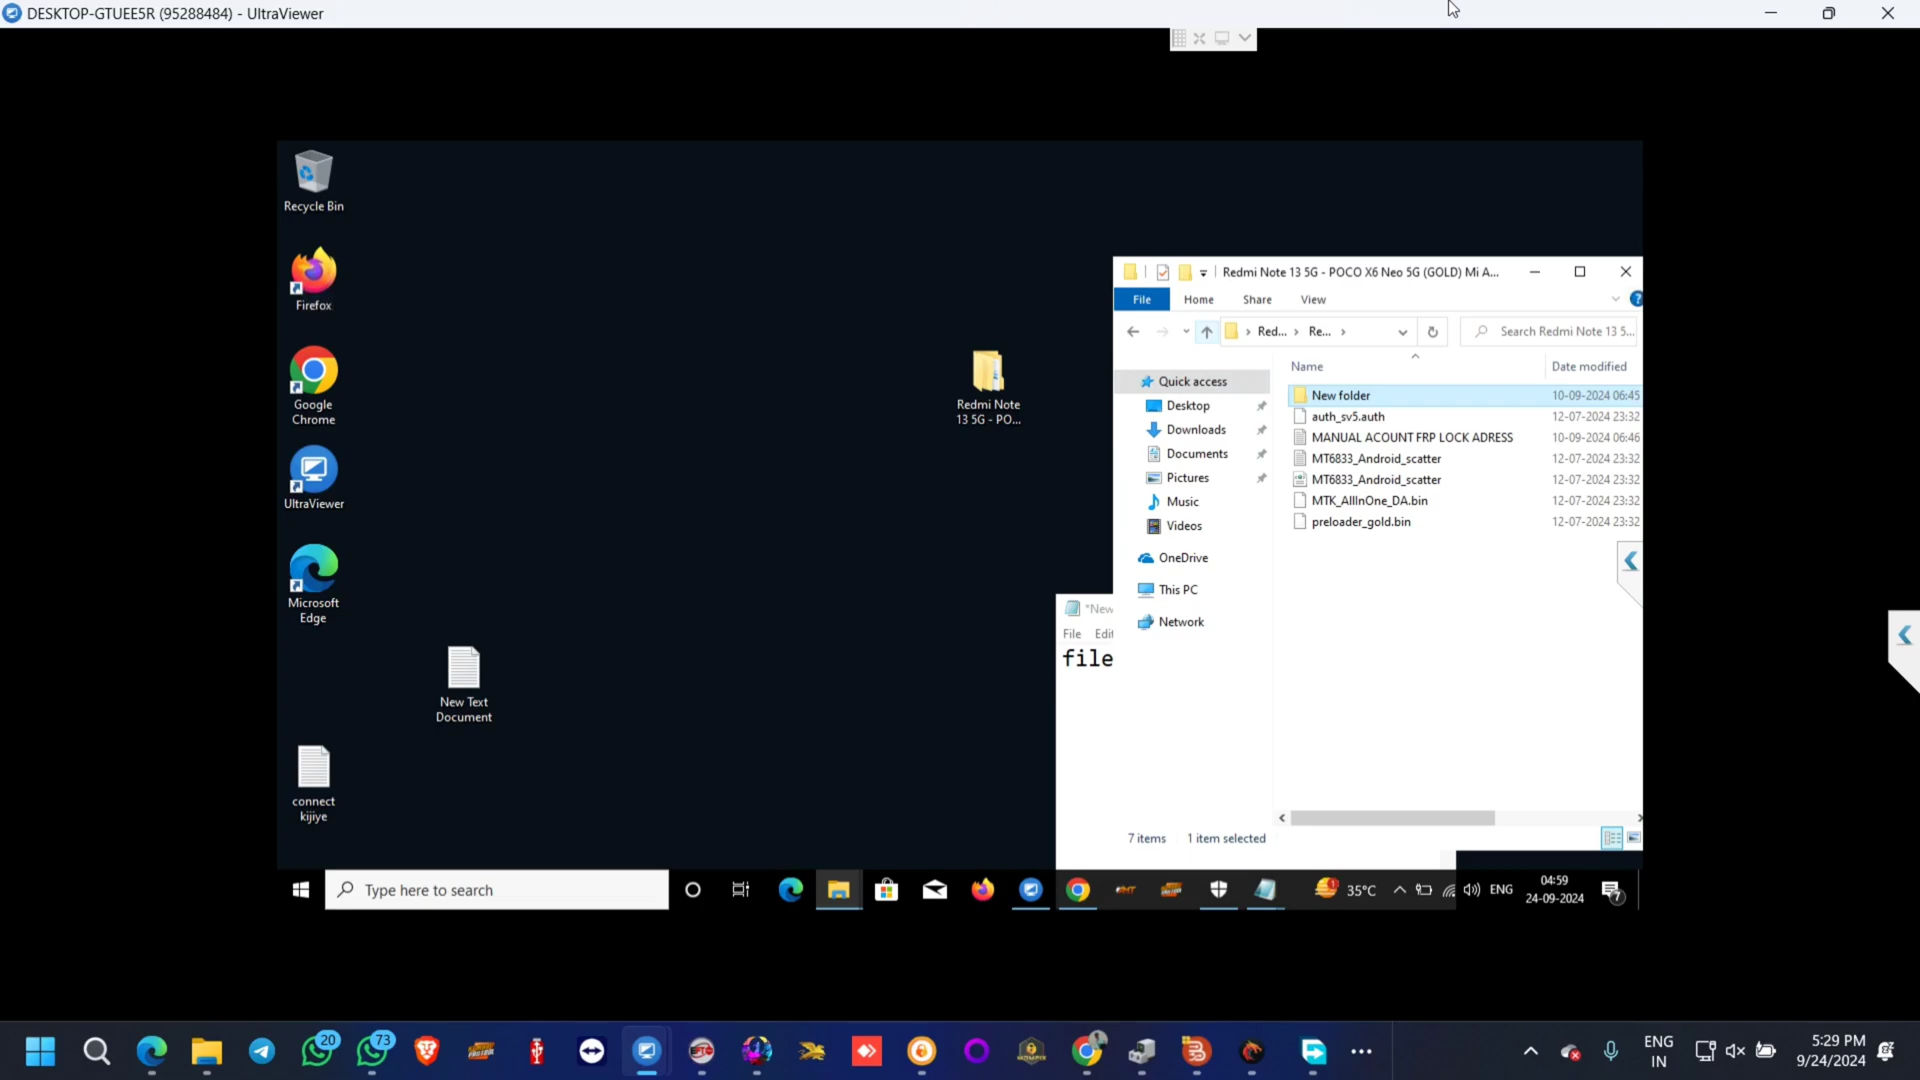 DESKTOP-GTUEE5R (95288484) - UltraViewer
Recycle Bin
Firefox
Google
Chrome
UltraViewer
Microsoft
Edge
New Text
Document
connect
kijiye
Redmi Note
13 5G - PO...
Redmi Note 13 5G - POCO X6 Neo 5G (GOLD) Mi A...
File Home Share View
Red... Re... Search Redmi Note 13 5...
Name Date modified
Quick access
Desktop
Downloads
Documents
Pictures
Music
Videos
OneDrive
This PC
Network
New folder 10-09-2024 06:45
auth_sv5.auth 12-07-2024 23:32
MANUAL ACOUNT FRP LOCK ADRESS 10-09-2024 06:46
MT6833_Android_scatter 12-07-2024 23:32
MT6833_Android_scatter 12-07-2024 23:32
MTK_AllInOne_DA.bin 12-07-2024 23:32
preloader_gold.bin 12-07-2024 23:32
7 items 1 item selected
*New
File Edit
file
Type here to search
35°C ENG 04:59
24-09-2024 7
20 73
ENG
IN
5:29 PM
9/24/2024